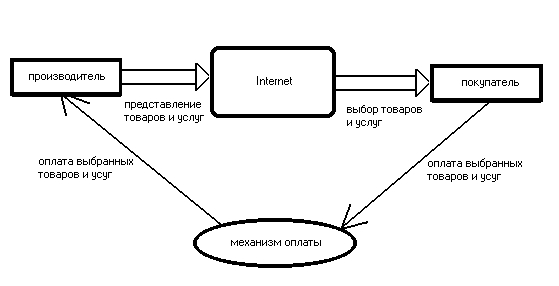 производитель
Internet
покупатель
представление
товаров и услуг
выбор товаров
и услуг
оплата выбранных
товаров и усуг
оплата выбранных
товаров и усуг
механизм оплаты